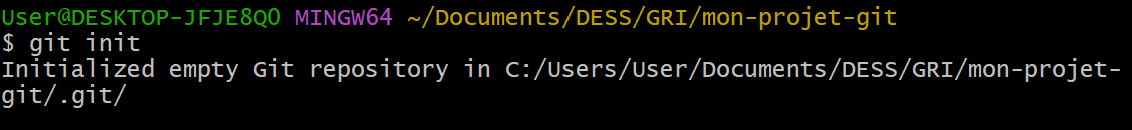 User@DESKTOP-JFJE8QO MINGW64 ~/Documents/DESS/GRI/mon-projet-git
$ git init
Initialized empty Git repository in C:/Users/User/Documents/DESS/GRI/mon-projet-
git/.git/